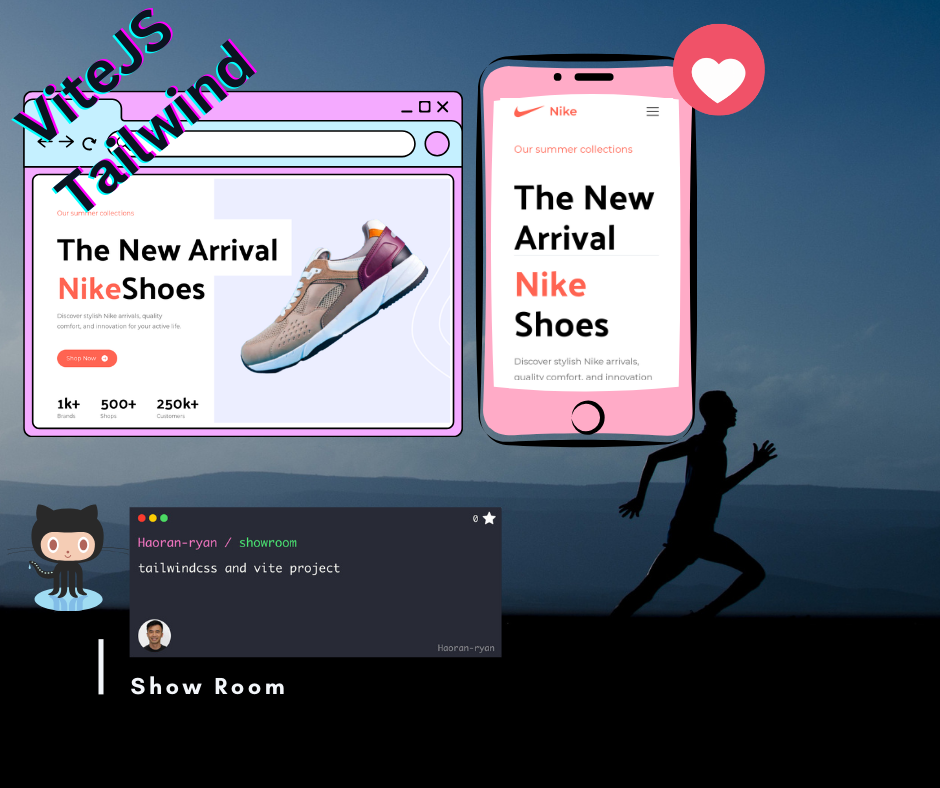 ViteJS
Tailwind
Our summer collections
The New Arrival
NikeShoes
Discover stylish Nike arrivals, quality
comfort, and innovation for your active life.
Shop Now
1k+ 500+ 250k+
Brands Shops Customers
Nike
Our summer collections
The New
Arrival
Nike
Shoes
Discover stylish Nike arrivals,
quality comfort, and innovation
0
Haoran-ryan / showroom
tailwindcss and vite project
Haoran-ryan
Show Room